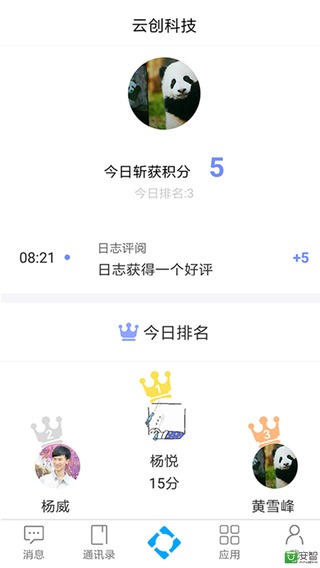 云创科技
今日斩获积分 5
今日排名:3
日志评阅
08:21 日志获得一个好评 +5
今日排名
1
2
3
杨悦
15分
杨威
黄雪峰
消息 通讯录 应用
安智